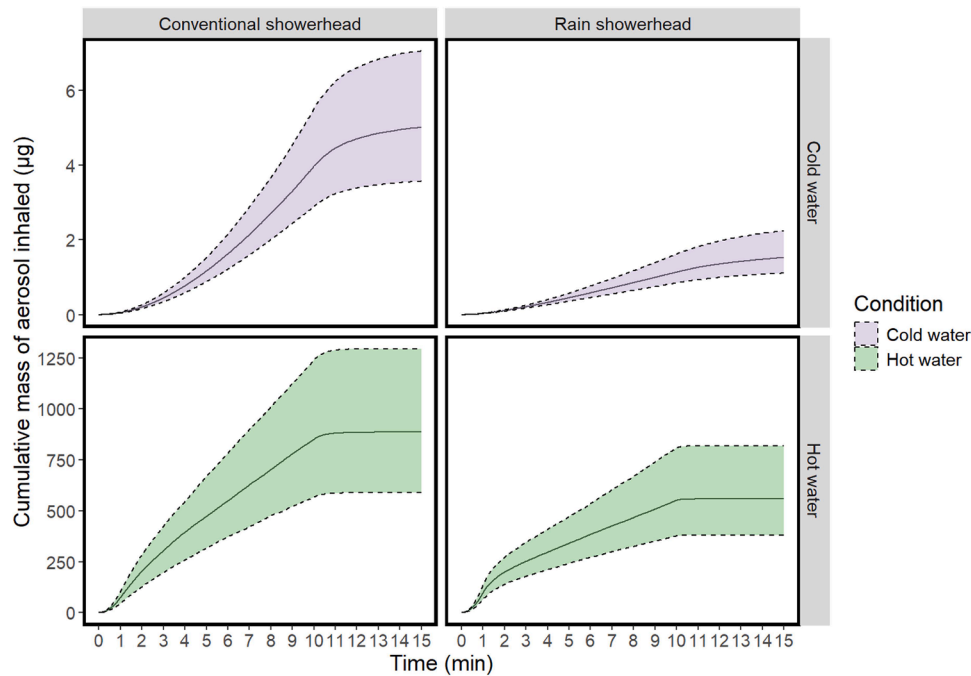 Conventional showerhead
Rain showerhead
Cumulative mass of aerosol inhaled (µg)
6
4
2
0
Cold water
1250
1000
750
500
250
0
Hot water
0 1 2 3 4 5 6 7 8 9 10 11 12 13 14 15
0 1 2 3 4 5 6 7 8 9 10 11 12 13 14 15
Time (min)
Condition
Cold water
Hot water